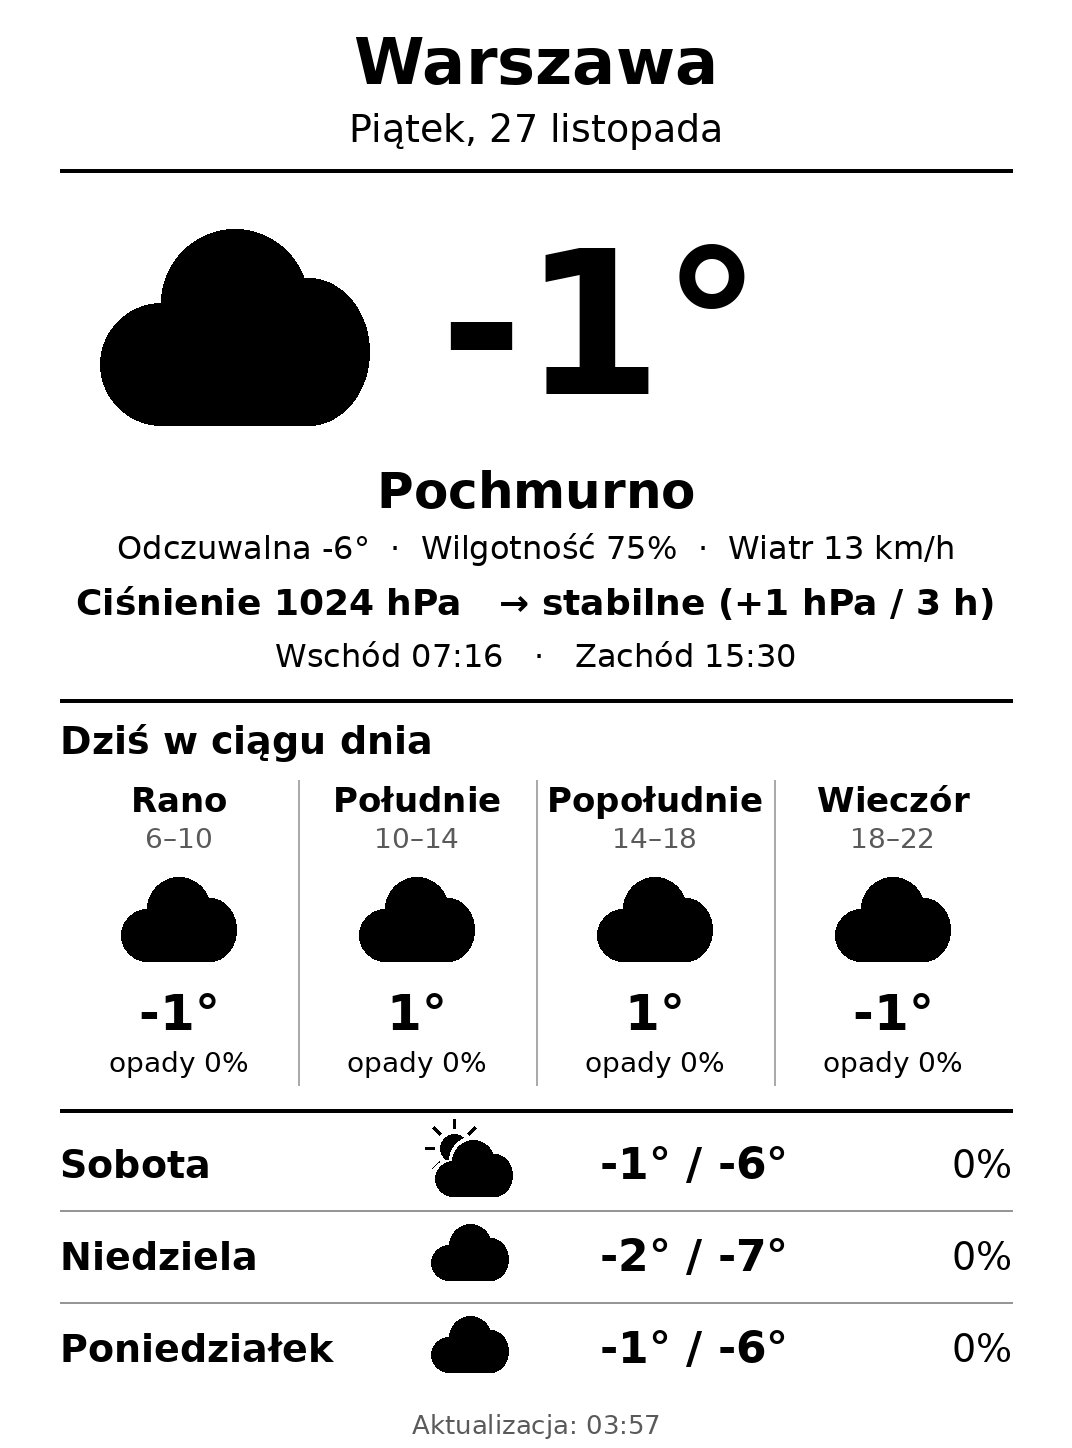 Warszawa
Piątek, 27 listopada
-1°
Pochmurno
Odczuwalna -6° · Wilgotność 75% · Wiatr 13 km/h
Ciśnienie 1024 hPa → stabilne (+1 hPa / 3 h)
Wschód 07:16 · Zachód 15:30
Dziś w ciągu dnia
Rano Południe Popołudnie Wieczór
6–10 10–14 14–18 18–22
-1° 1° 1° -1°
opady 0% opady 0% opady 0% opady 0%
Sobota -1° / -6° 0%
Niedziela -2° / -7° 0%
Poniedziałek -1° / -6° 0%
Aktualizacja: 03:57